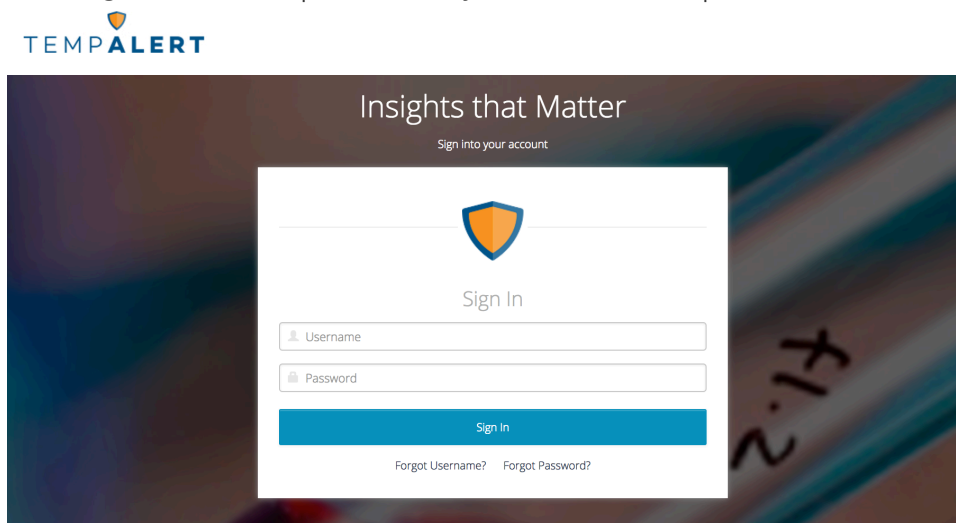 TEMPALERT
Insights that Matter
Sign into your account
Sign In
Username
Password
Sign In
Forgot Username? Forgot Password?